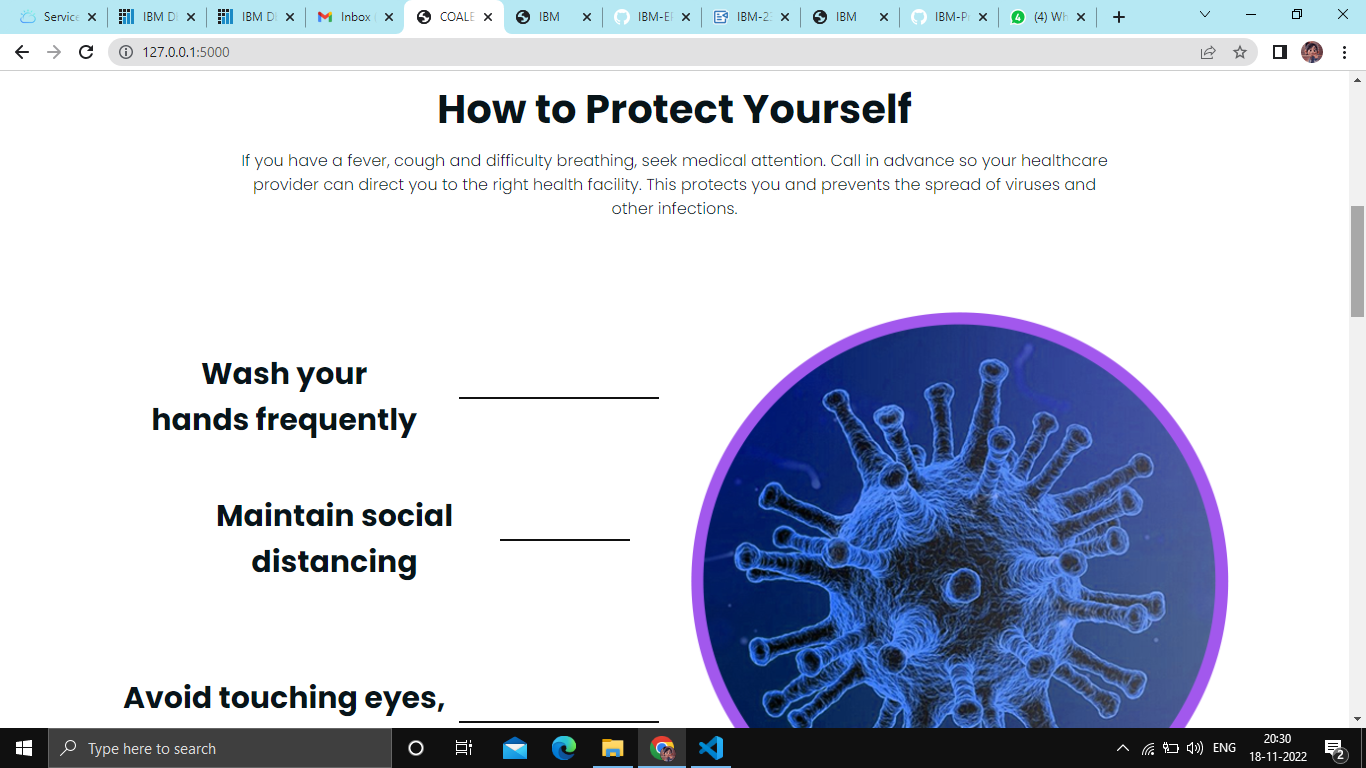 Service
IBM D
IBM D
Inbox
COALE
IBM
IBM-E
IBM-2
IBM
IBM-P
(4) Wh
127.0.0.1:5000
How to Protect Yourself
If you have a fever, cough and difficulty breathing, seek medical attention. Call in advance so your healthcare
provider can direct you to the right health facility. This protects you and prevents the spread of viruses and
other infections.
Wash your
hands frequently
Maintain social
distancing
Avoid touching eyes,
Type here to search
ENG
20:30
18-11-2022
2